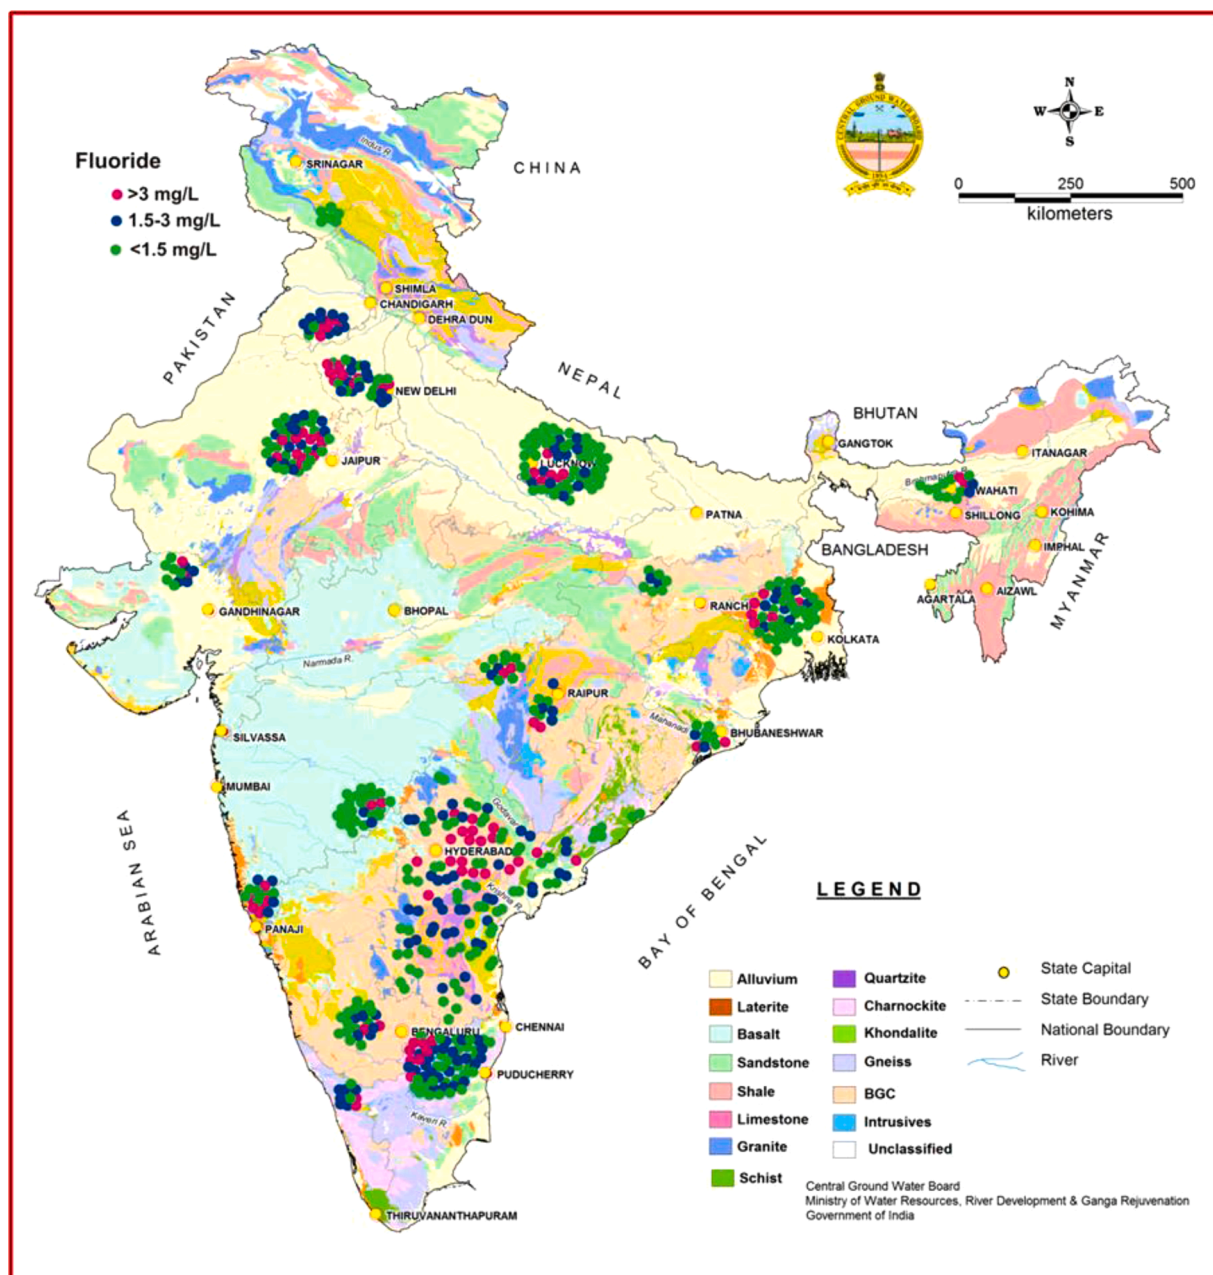 N
W E
S
CENTRAL GROUND WATER BOARD
0 250 500
kilometers
Fluoride
>3 mg/L
1.5-3 mg/L
<1.5 mg/L
CHINA
Indus R.
SRINAGAR
SHIMLA
CHANDIGARH
DEHRA DUN
PAKISTAN
NEPAL
NEW DELHI
BHUTAN
GANGTOK
ITANAGAR
JAIPUR
LUCKNOW
WAHATI
PATNA
SHILLONG
KOHIMA
BANGLADESH
IMPHAL
MYANMAR
GANDHINAGAR
BHOPAL
RANCH
AGARTALA
AIZAWL
KOLKATA
Narmada R.
RAIPUR
Mahanadi
SILVASSA
BHUBANESHWAR
MUMBAI
Godavari
HYDERABAD
ARABIAN SEA
BAY OF BENGAL
Krishna R.
PANAJI
BENGALURU
CHENNAI
PUDUCHERRY
Kaveri R.
THIRUVANANTHAPURAM
LEGEND
Alluvium
Laterite
Basalt
Sandstone
Shale
Limestone
Granite
Schist
Quartzite
Charnockite
Khondalite
Gneiss
BGC
Intrusives
Unclassified
State Capital
State Boundary
National Boundary
River
Central Ground Water Board
Ministry of Water Resources, River Development & Ganga Rejuvenation
Government of India